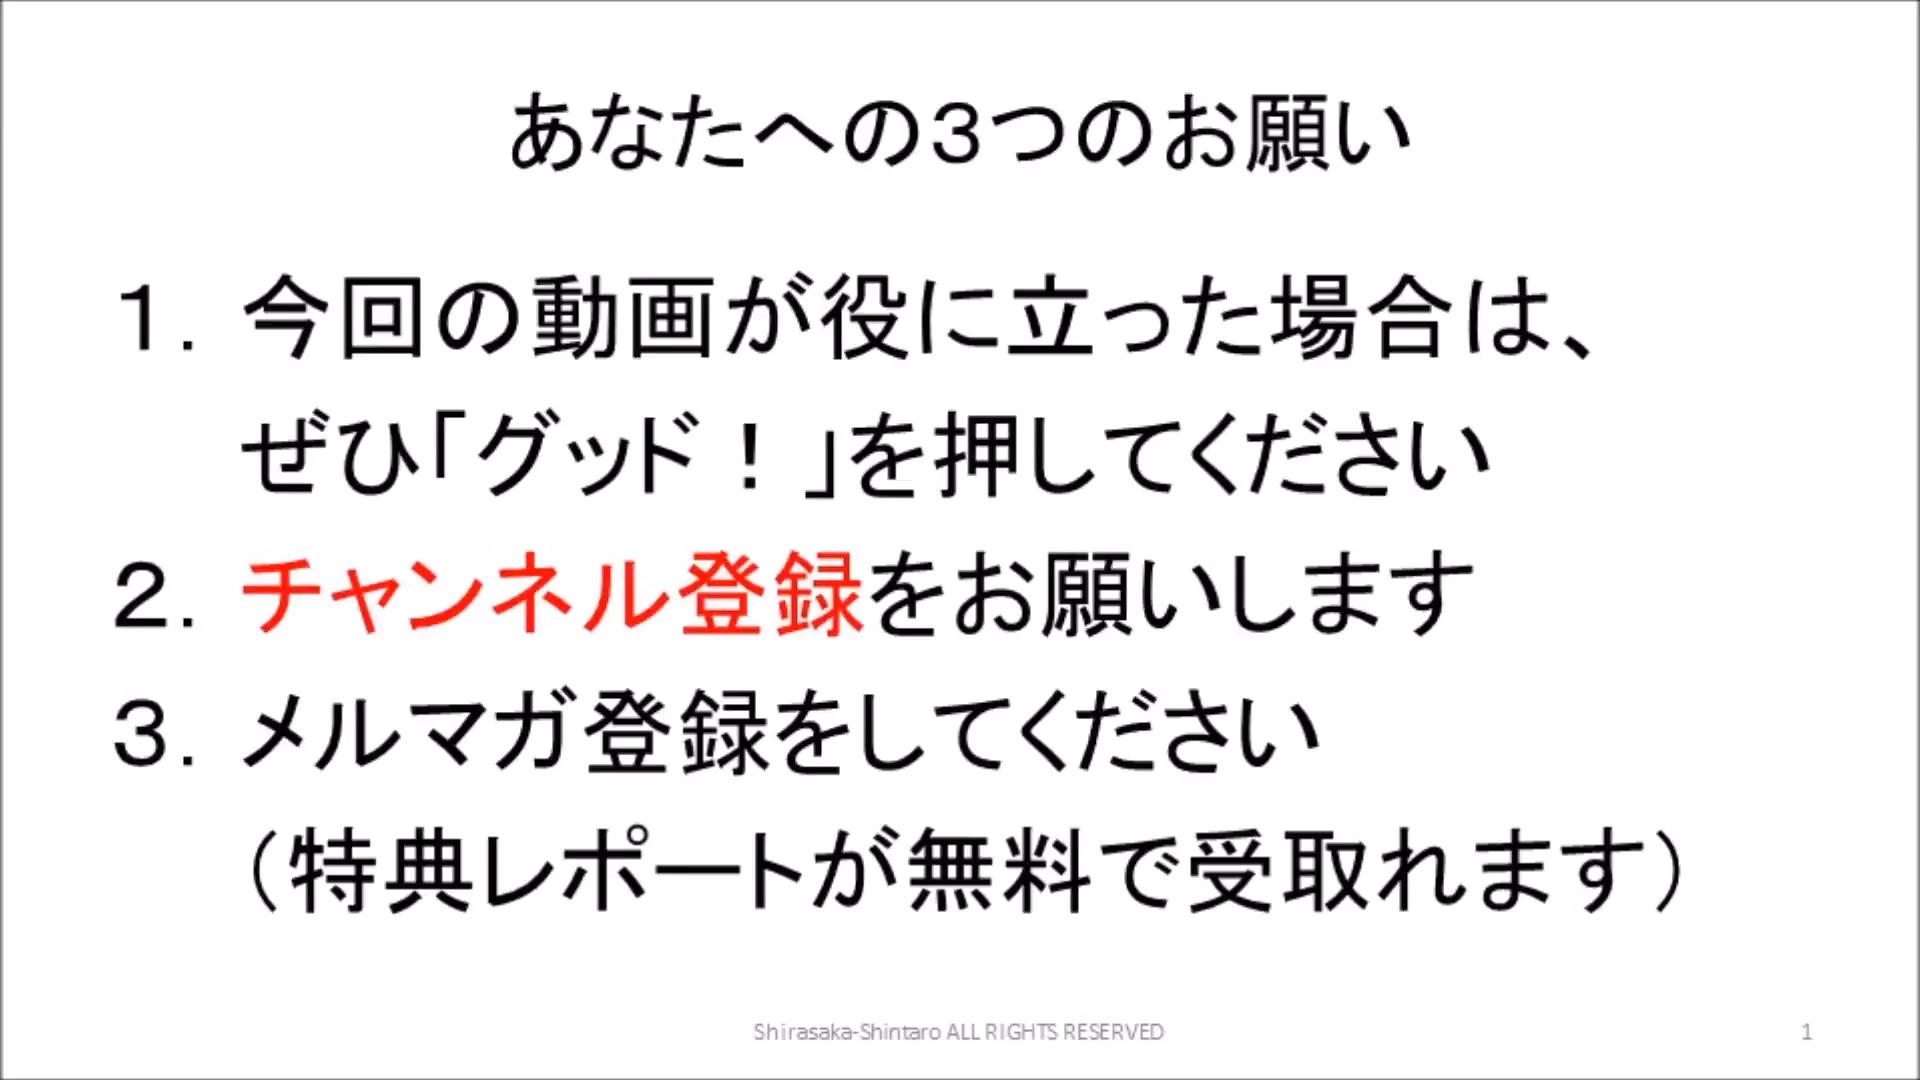 あなたへの３つのお願い
１．今回の動画が役に立った場合は、
ぜひ「グッド！」を押してください
２．チャンネル登録をお願いします
３．メルマガ登録をしてください
（特典レポートが無料で受取れます）
Shirasaka-Shintaro ALL RIGHTS RESERVED
1